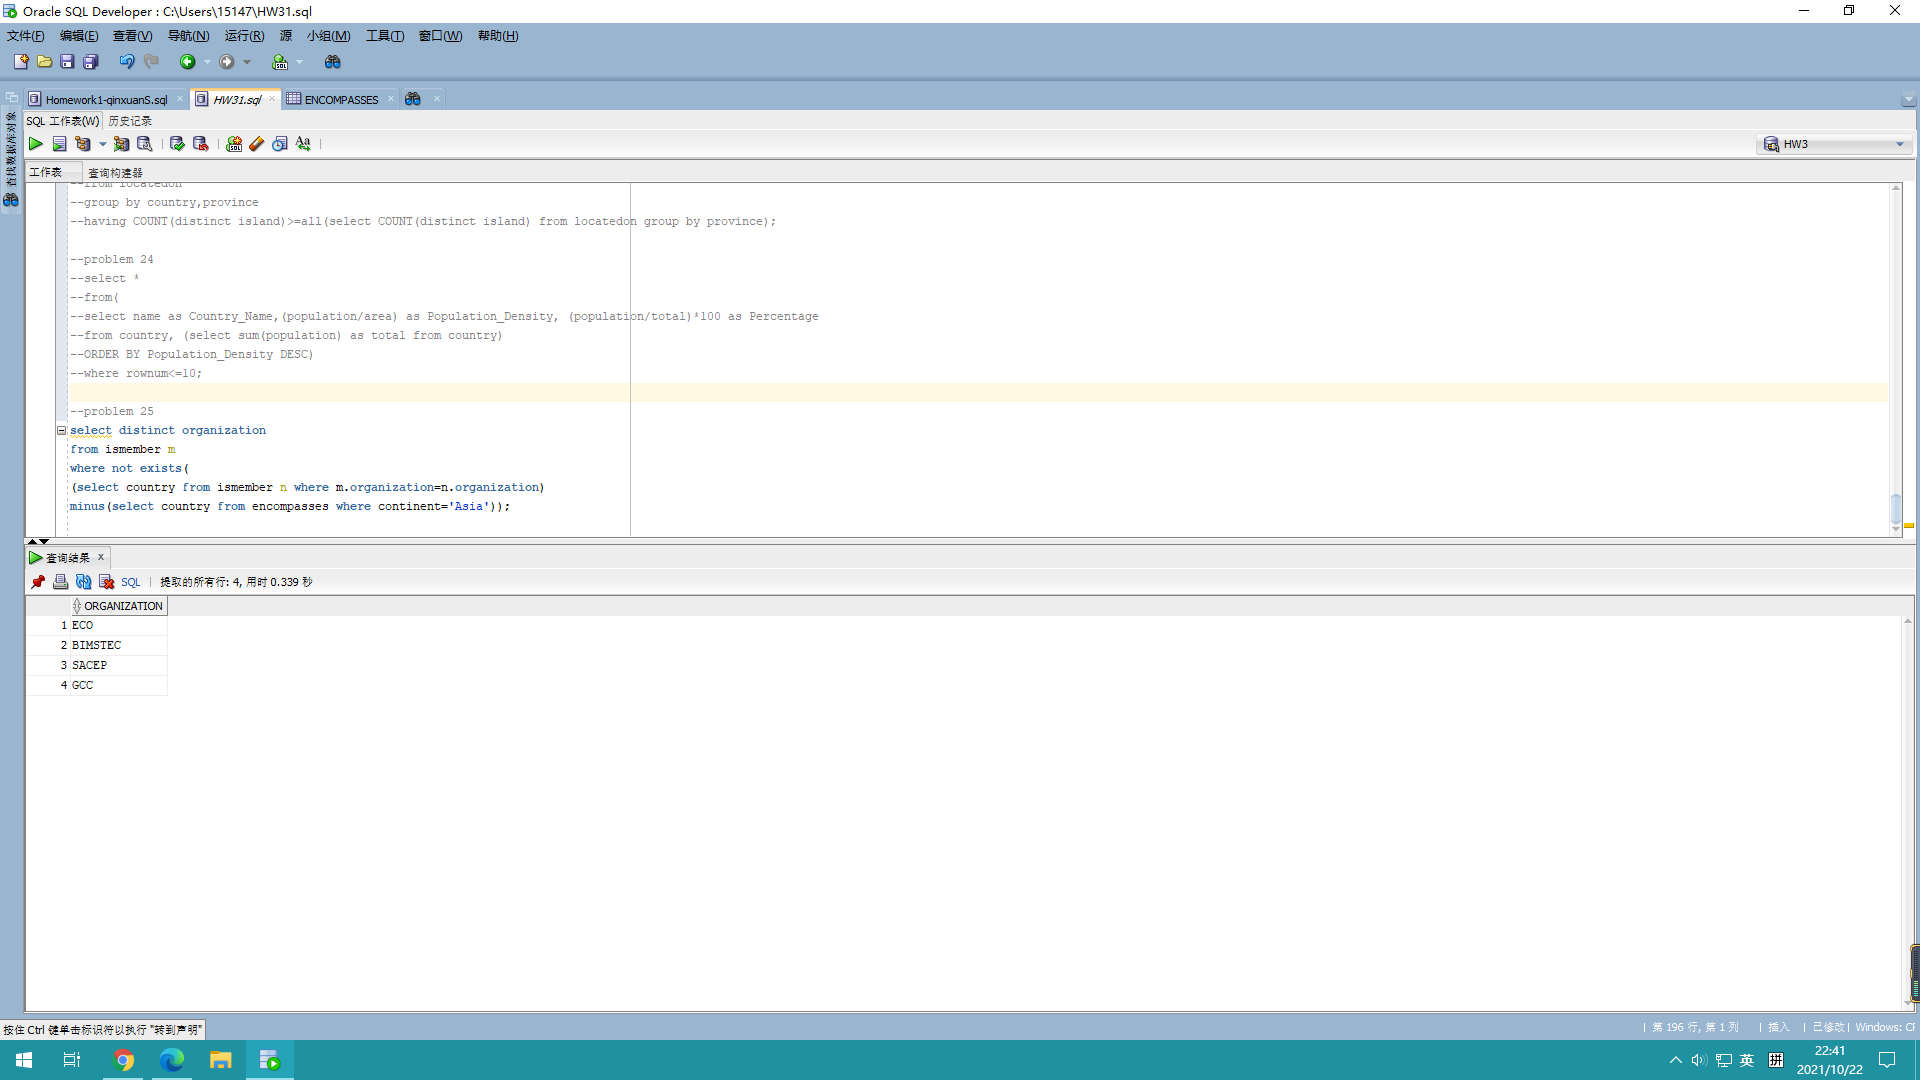 Oracle SQL Developer : C:\Users\15147\HW31.sql
文件(F) 编辑(E) 查看(V) 导航(N) 运行(R) 源 小组(M) 工具(T) 窗口(W) 帮助(H)
Homework1-qinxuanS.sql HW31.sql ENCOMPASSES
查找数据库对象
SQL 工作表(W) 历史记录
HW3
工作表 查询构建器
--from locatedon
--group by country,province
--having COUNT(distinct island)>=all(select COUNT(distinct island) from locatedon group by province);
--problem 24
--select *
--from(
--select name as Country_Name,(population/area) as Population_Density, (population/total)*100 as Percentage
--from country, (select sum(population) as total from country)
--ORDER BY Population_Density DESC)
--where rownum<=10;
--problem 25
select distinct organization
from ismember m
where not exists(
(select country from ismember n where m.organization=n.organization)
minus(select country from encompasses where continent='Asia'));
查询结果 x
SQL | 提取的所有行: 4, 用时 0.339 秒
ORGANIZATION
1 ECO
2 BIMSTEC
3 SACEP
4 GCC
按住 Ctrl 键单击标识符以执行 "转到声明"
| 第 196 行, 第 1 列 | 插入 | 已修改 | Windows: CF
英 拼 22:41
2021/10/22